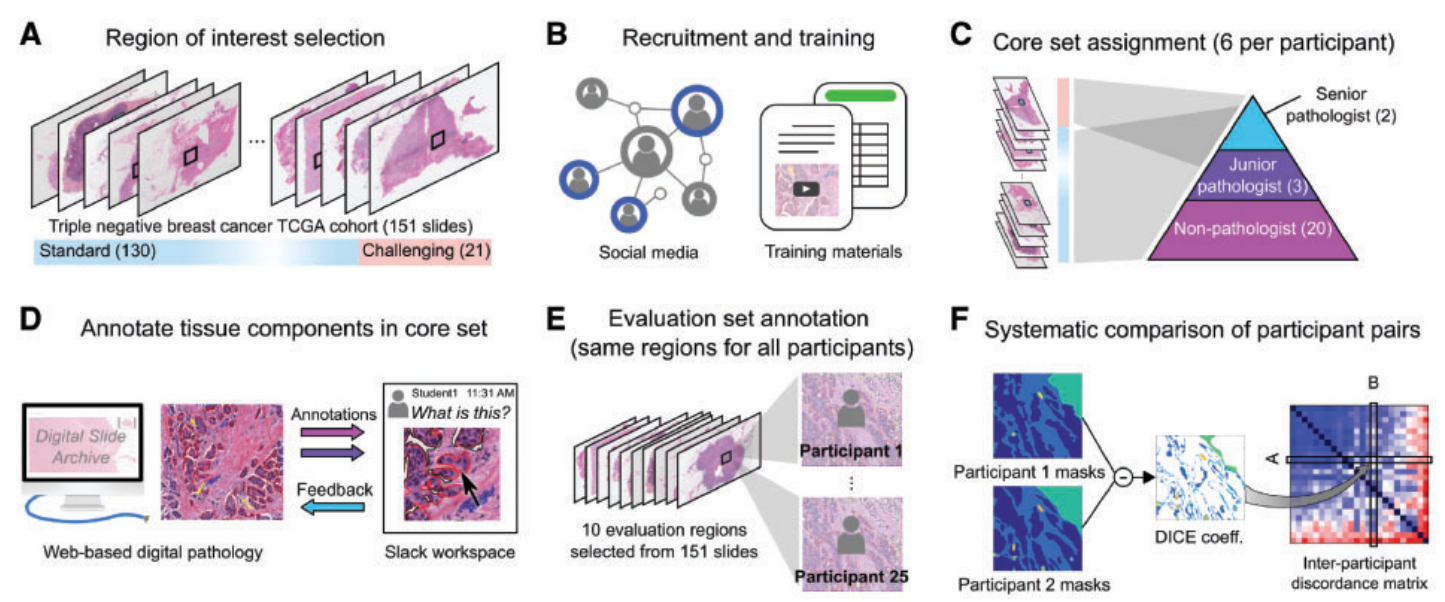 A
Region of interest selection
...
Triple negative breast cancer TCGA cohort (151 slides)
Standard (130)
Challenging (21)
B
Recruitment and training
Social media
Training materials
C
Core set assignment (6 per participant)
Senior
pathologist (2)
Junior
pathologist (3)
Non-pathologist (20)
D
Annotate tissue components in core set
Digital Slide
Archive
Annotations
Feedback
Student1 11:31 AM
What is this?
Web-based digital pathology
Slack workspace
E
Evaluation set annotation
(same regions for all participants)
Participant 1
Participant 25
10 evaluation regions
selected from 151 slides
F
Systematic comparison of participant pairs
Participant 1 masks
Participant 2 masks
DICE coeff.
B
A
Inter-participant
discordance matrix